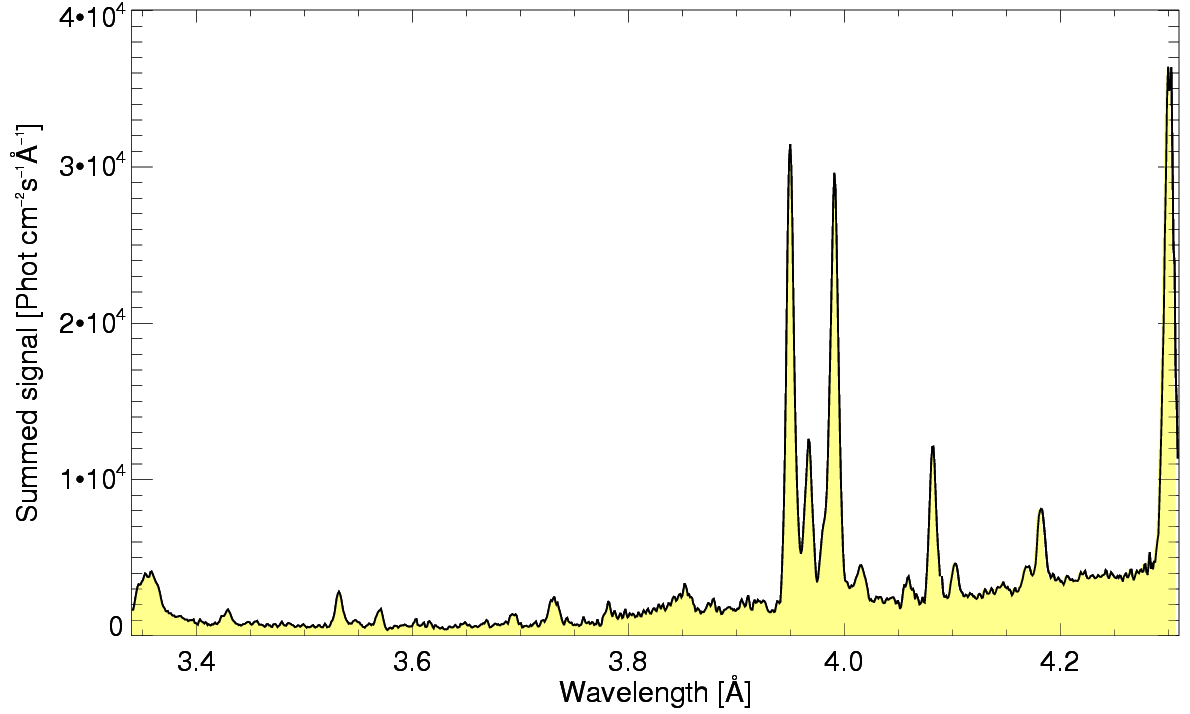 Summed signal [Phot cm⁻²s⁻¹Å⁻¹]
4•10⁴
3•10⁴
2•10⁴
1•10⁴
0
3.4 3.6 3.8 4.0 4.2
Wavelength [Å]